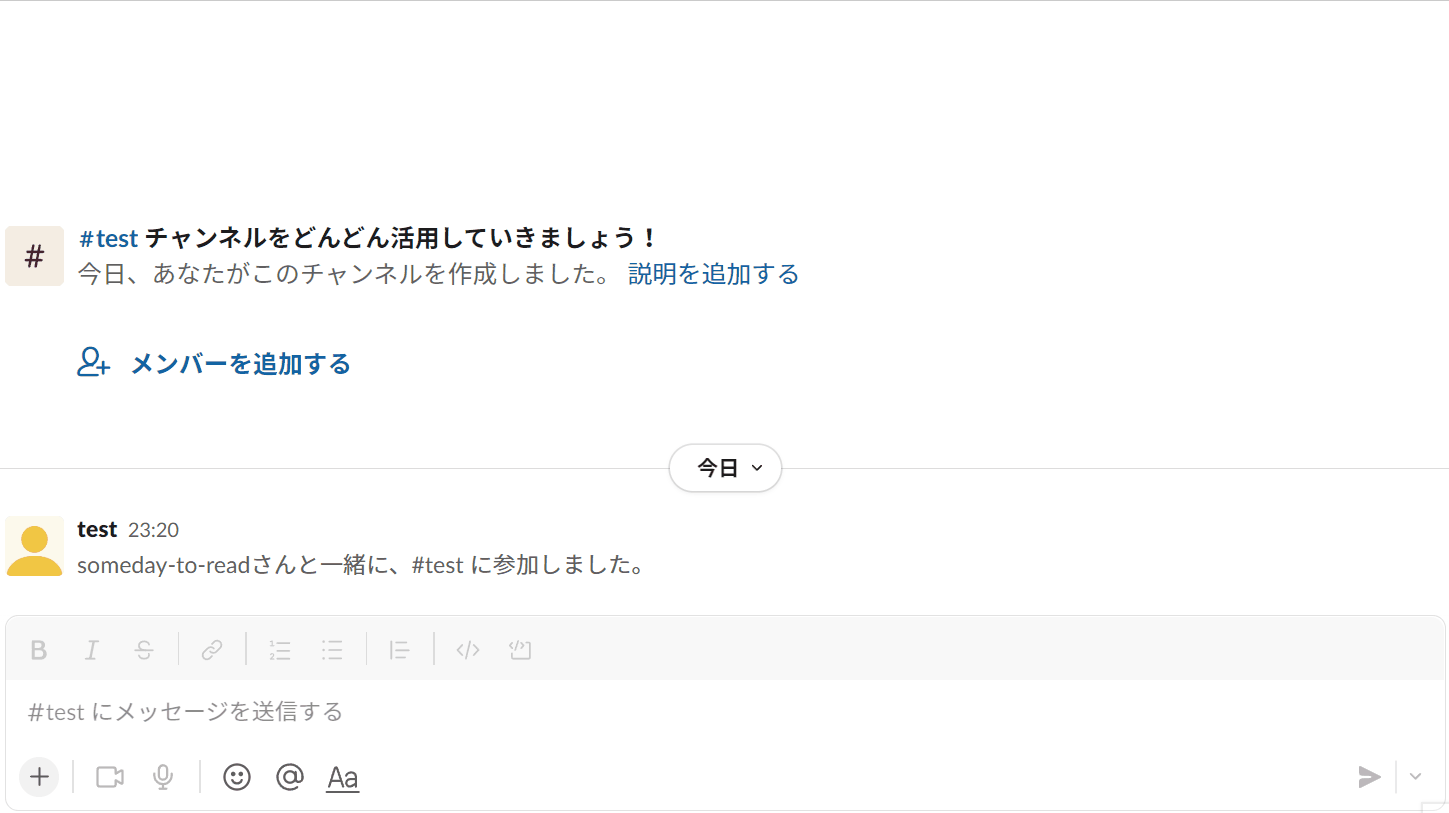 #
#test チャンネルをどんどん活用していきましょう！
今日、あなたがこのチャンネルを作成しました。 説明を追加する
メンバーを追加する
今日
test 23:20
someday-to-readさんと一緒に、#test に参加しました。
#test にメッセージを送信する
Aa